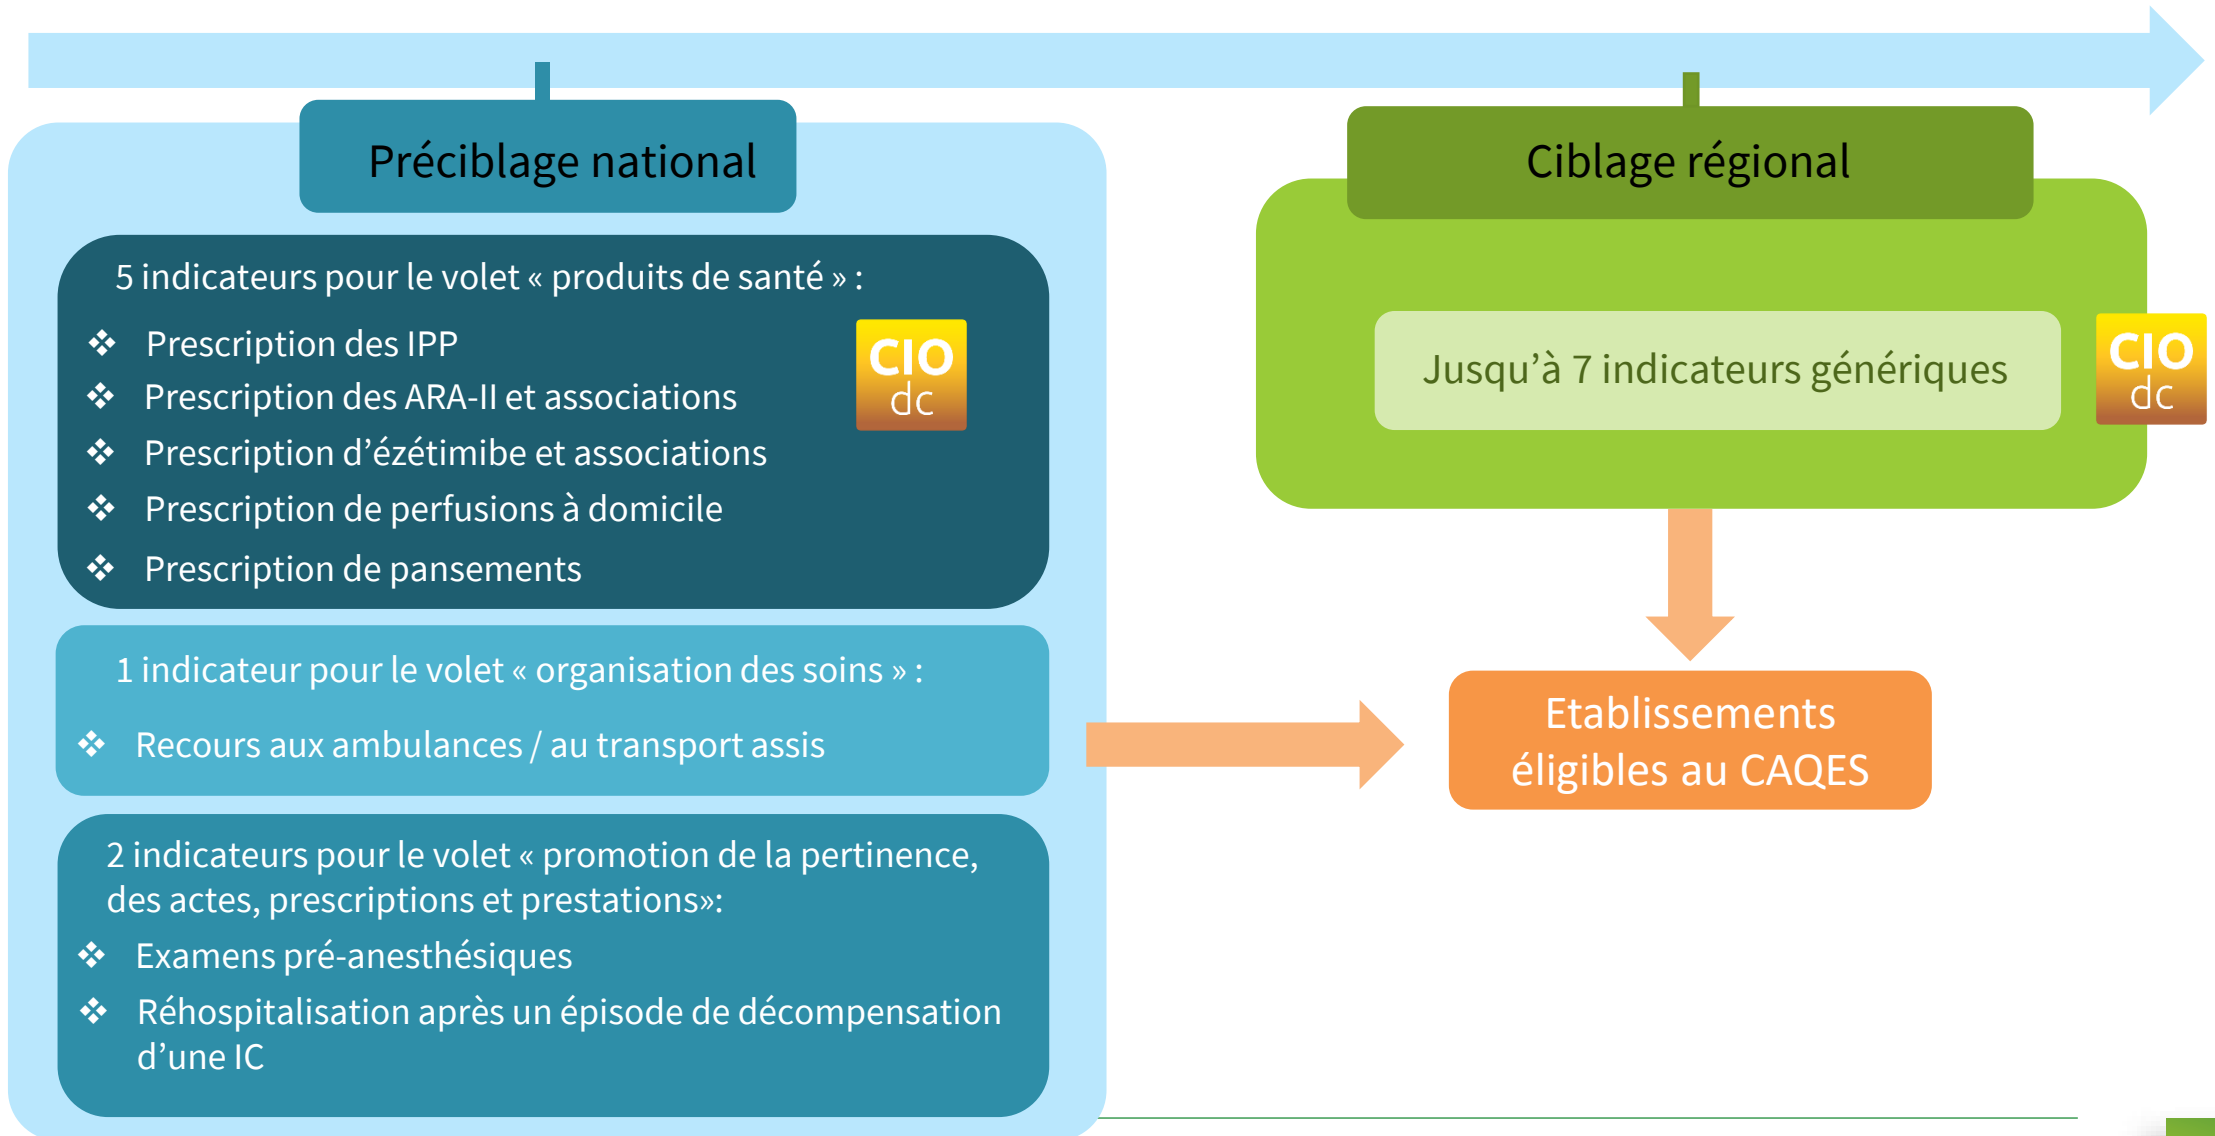 Préciblage national
5 indicateurs pour le volet « produits de santé » :
❖ Prescription des IPP
❖ Prescription des ARA-II et associations
❖ Prescription d’ézétimibe et associations
❖ Prescription de perfusions à domicile
❖ Prescription de pansements
CIO
dc
1 indicateur pour le volet « organisation des soins » :
❖ Recours aux ambulances / au transport assis
2 indicateurs pour le volet « promotion de la pertinence,
des actes, prescriptions et prestations»:
❖ Examens pré-anesthésiques
❖ Réhospitalisation après un épisode de décompensation
d’une IC
Ciblage régional
Jusqu’à 7 indicateurs génériques
CIO
dc
Etablissements
éligibles au CAQES